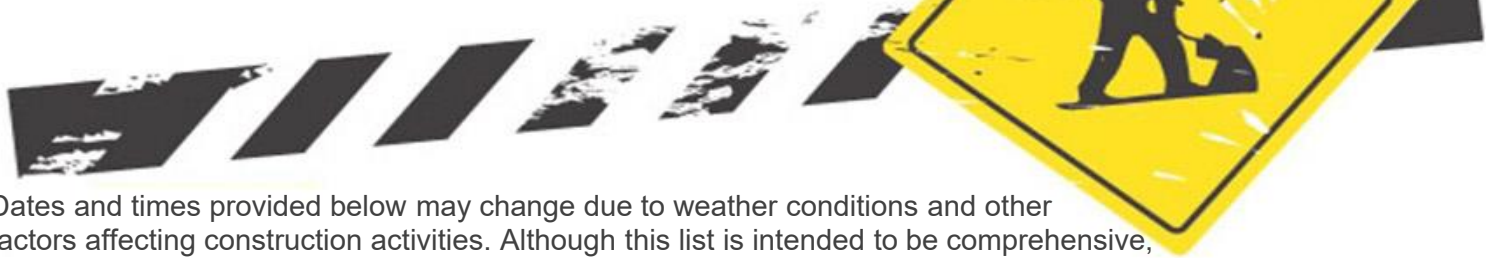 Dates and times provided below may change due to weather conditions and other
actors affecting construction activities. Although this list is intended to be comprehensive,